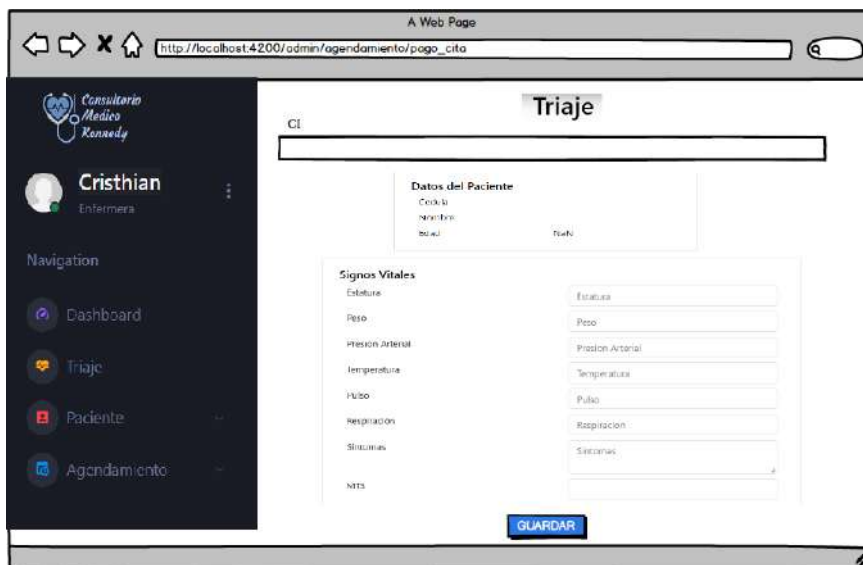 A Web Page
http://localhost:4200/admin/agendamiento/pago_cita
Consultorio
Medico
Kennedy
Cristhian
Enfermera
Navigation
Dashboard
Triaje
Paciente
Agendamiento
Triaje
CI
Datos del Paciente
Cedula
Nombre
Edad NaN
Signos Vitales
Estatura Estatura
Peso Peso
Presion Arterial Presion Arterial
Temperatura Temperatura
Pulso Pulso
Respiración Respiracion
Sintomas Sintomas
GUARDAR